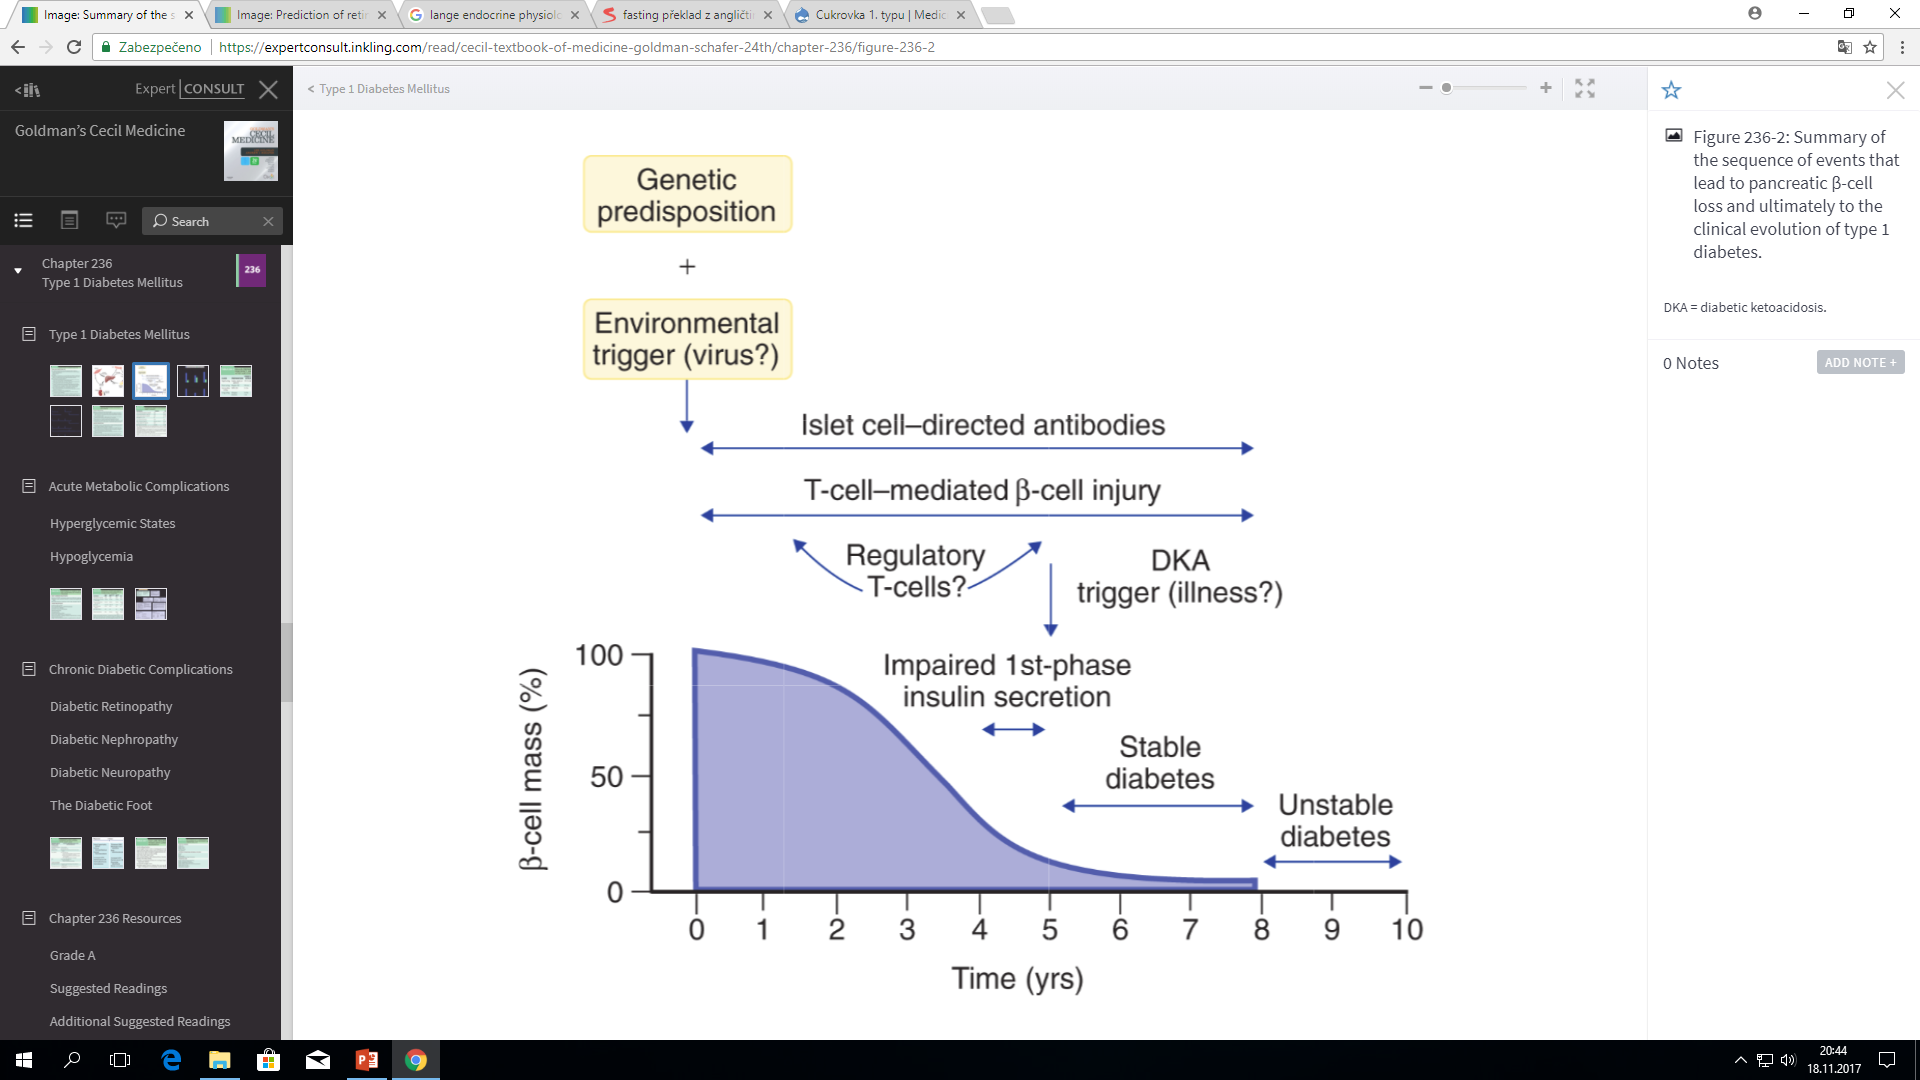 Image: Summary of the s
Image: Prediction of retin
lange endocrine physiolo
fasting překlad z angličti
Cukrovka 1. typu | Medic
Zabezpečeno
https://expertconsult.inkling.com/read/cecil-textbook-of-medicine-goldman-schafer-24th/chapter-236/figure-236-2
Expert CONSULT
Goldman's Cecil Medicine
CECIL
MEDICINE
Search
Chapter 236
Type 1 Diabetes Mellitus
236
Type 1 Diabetes Mellitus
Acute Metabolic Complications
Hyperglycemic States
Hypoglycemia
Chronic Diabetic Complications
Diabetic Retinopathy
Diabetic Nephropathy
Diabetic Neuropathy
The Diabetic Foot
Chapter 236 Resources
Grade A
Suggested Readings
Additional Suggested Readings
< Type 1 Diabetes Mellitus
Genetic
predisposition
+
Environmental
trigger (virus?)
Islet cell–directed antibodies
T-cell–mediated β-cell injury
Regulatory
T-cells?
DKA
trigger (illness?)
Impaired 1st-phase
insulin secretion
Stable
diabetes
Unstable
diabetes
β-cell mass (%)
100
50
0
0 1 2 3 4 5 6 7 8 9 10
Time (yrs)
Figure 236-2: Summary of
the sequence of events that
lead to pancreatic β-cell
loss and ultimately to the
clinical evolution of type 1
diabetes.
DKA = diabetic ketoacidosis.
0 Notes
ADD NOTE +
20:44
18.11.2017